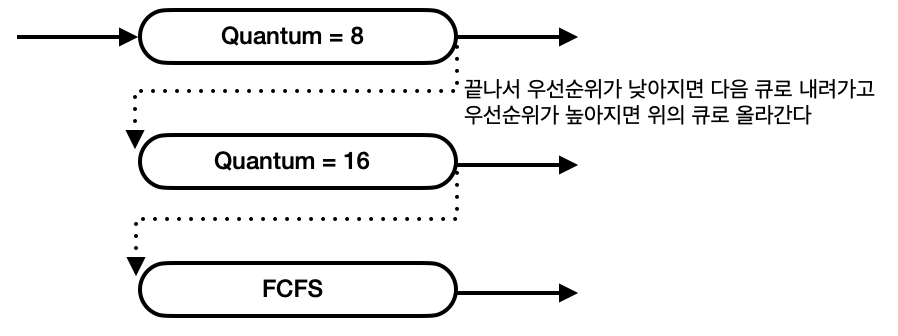 Quantum = 8
끝나서 우선순위가 낮아지면 다음 큐로 내려가고
우선순위가 높아지면 위의 큐로 올라간다
Quantum = 16
FCFS